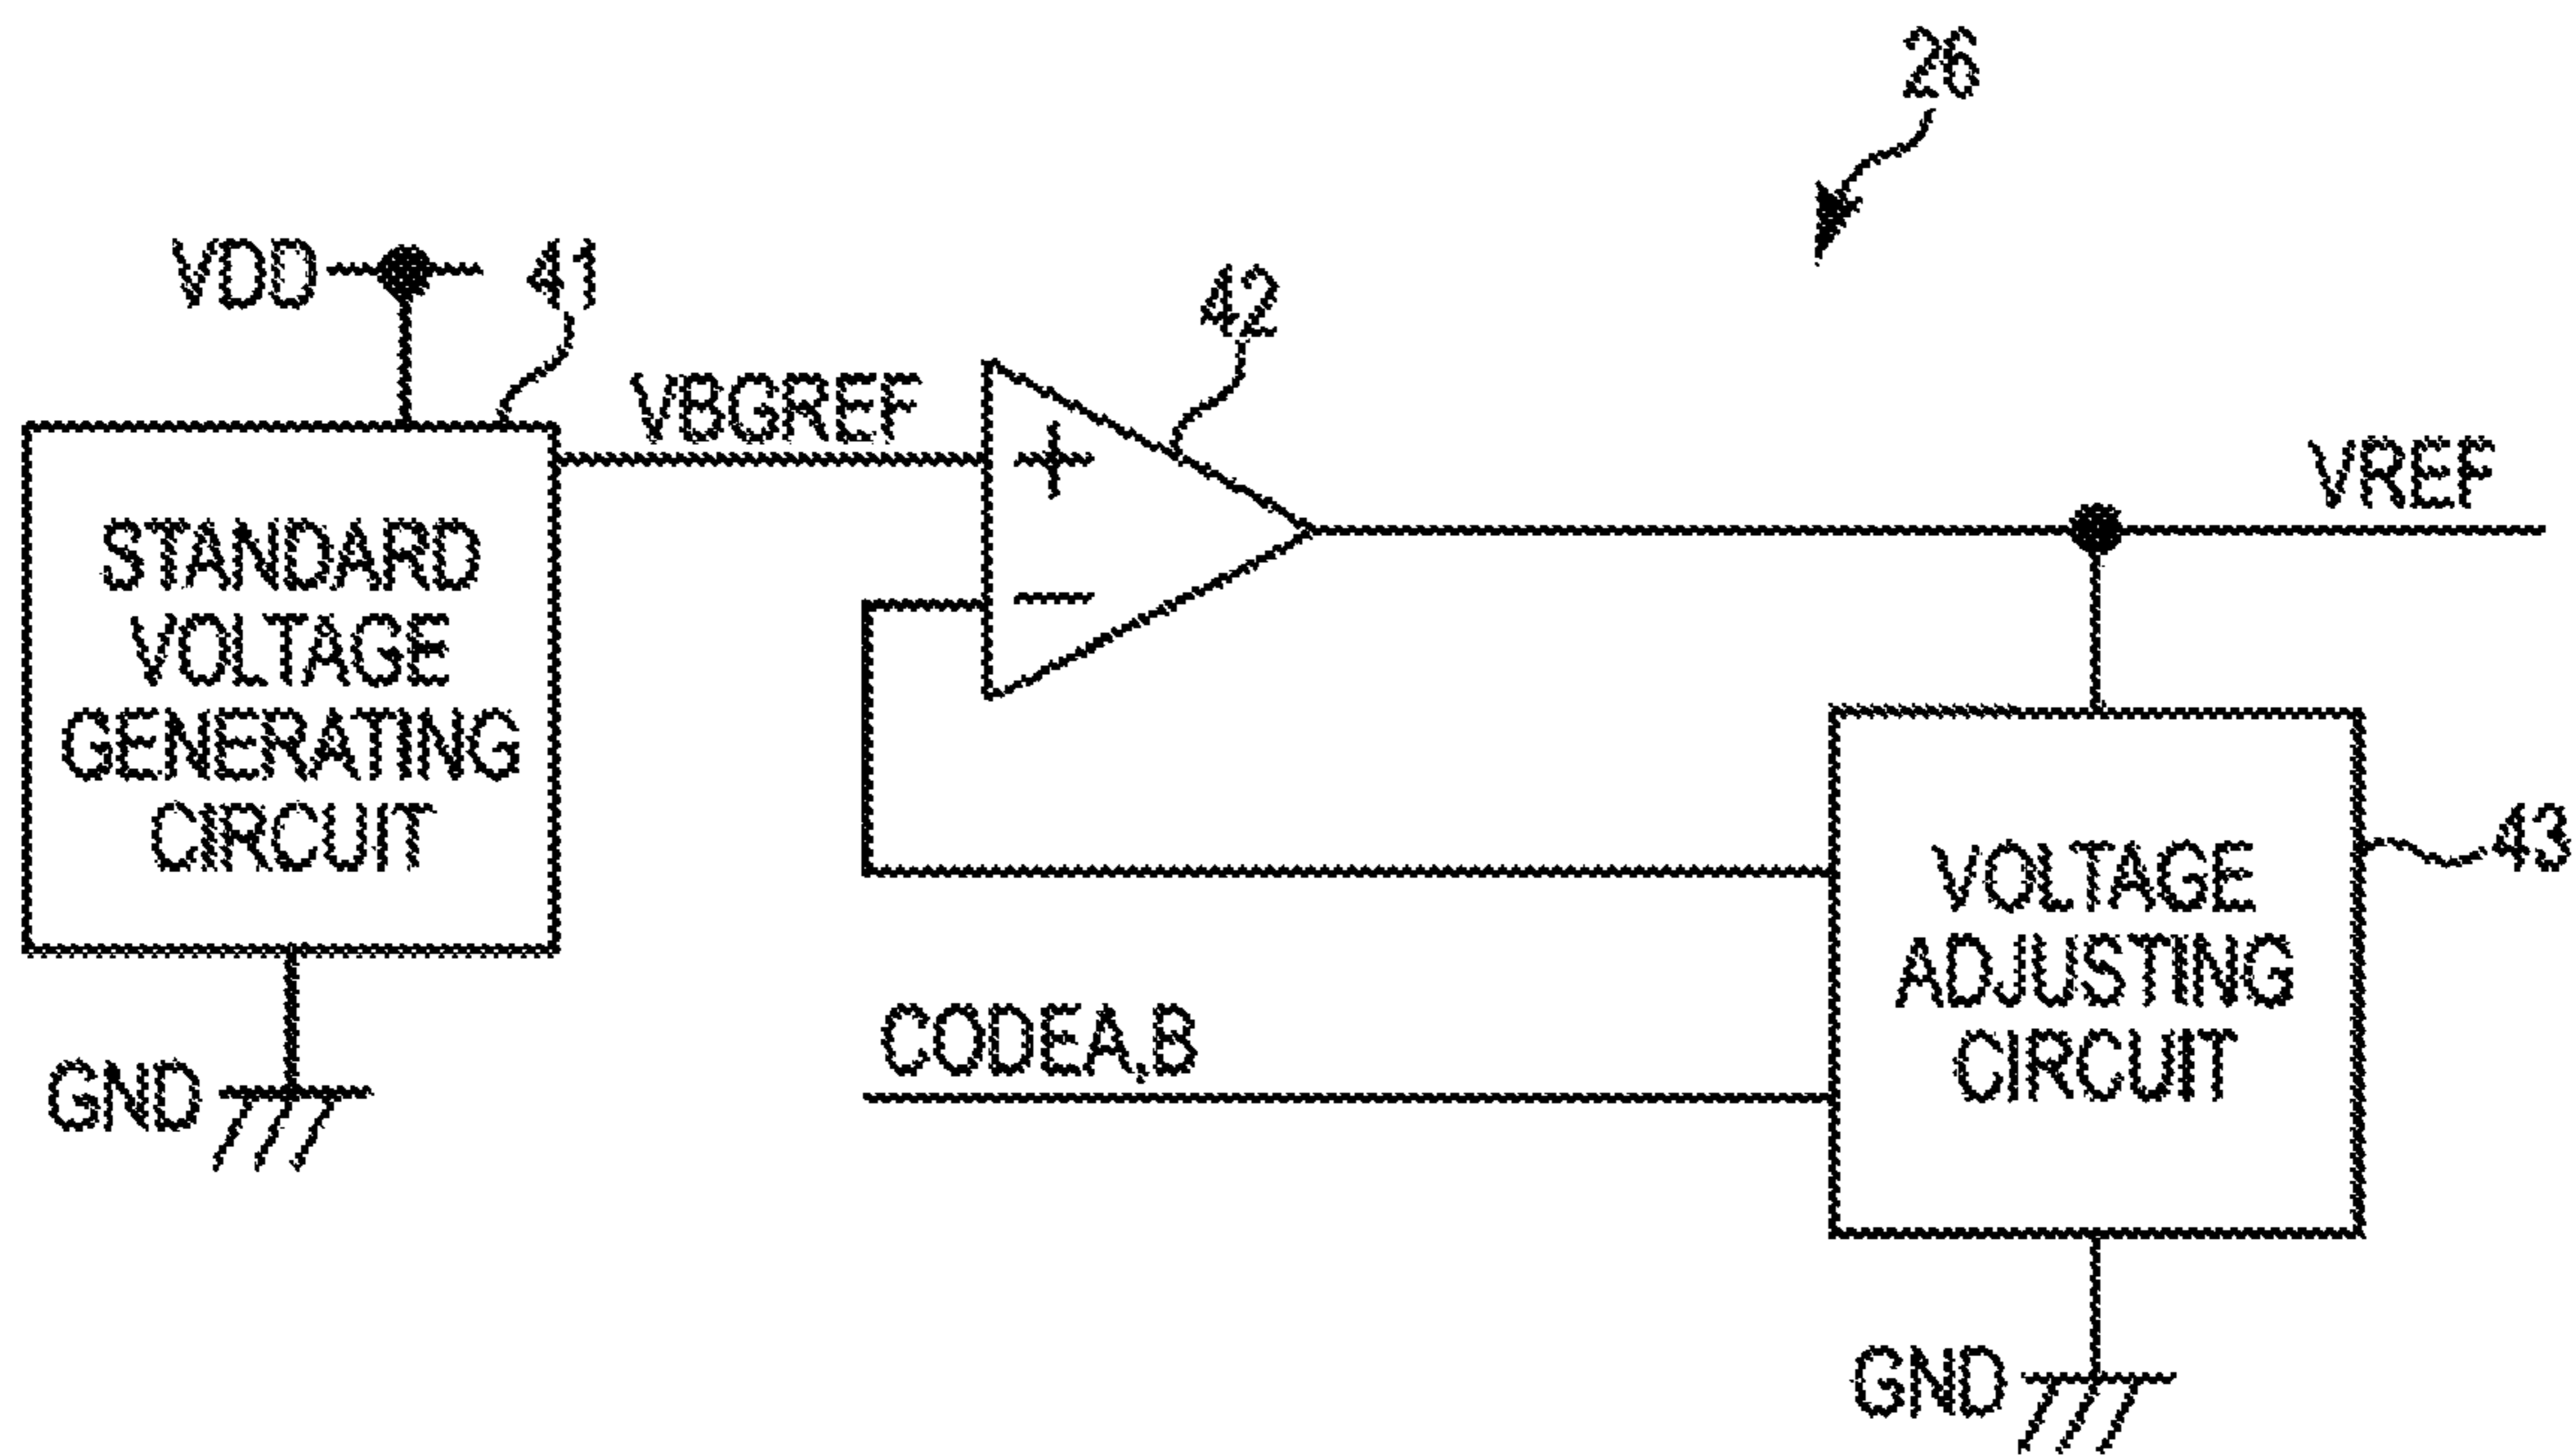 26
VDD
41
42
VBGREF
VREF
+
−
STANDARD
VOLTAGE
GENERATING
CIRCUIT
43
VOLTAGE
ADJUSTING
CIRCUIT
CODEA,B
GND
GND